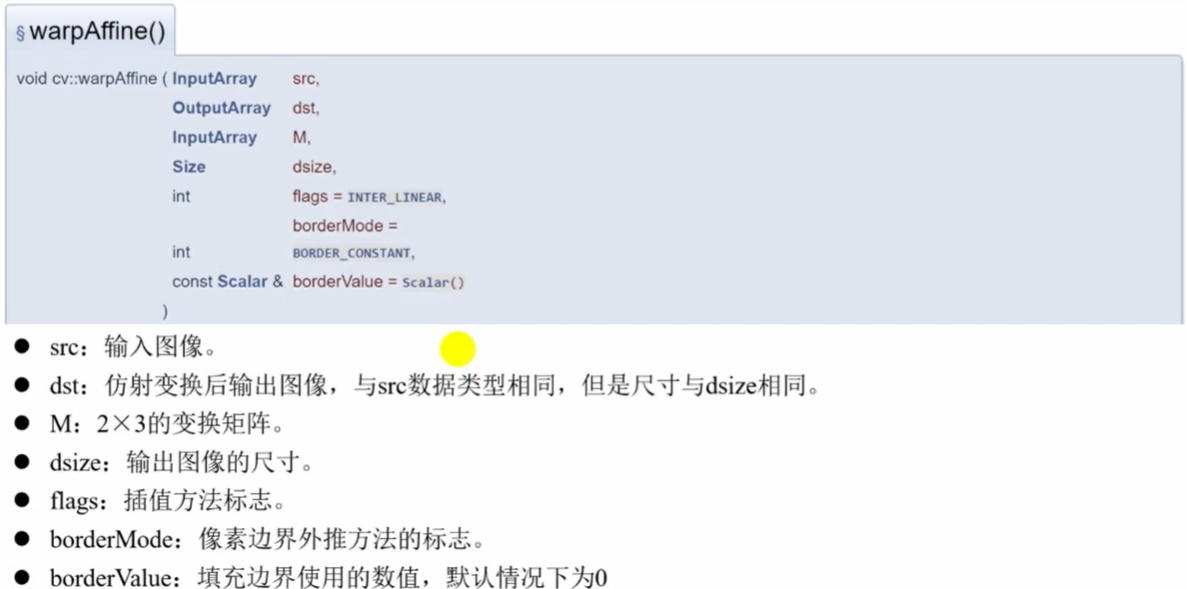 § warpAffine()
void cv::warpAffine ( InputArray src,
OutputArray dst,
InputArray M,
Size dsize,
int flags = INTER_LINEAR,
borderMode =
int BORDER_CONSTANT,
const Scalar & borderValue = Scalar()
)
● src：输入图像。
● dst：仿射变换后输出图像，与src数据类型相同，但是尺寸与dsize相同。
● M：2×3的变换矩阵。
● dsize：输出图像的尺寸。
● flags：插值方法标志。
● borderMode：像素边界外推方法的标志。
● borderValue：填充边界使用的数值，默认情况下为0